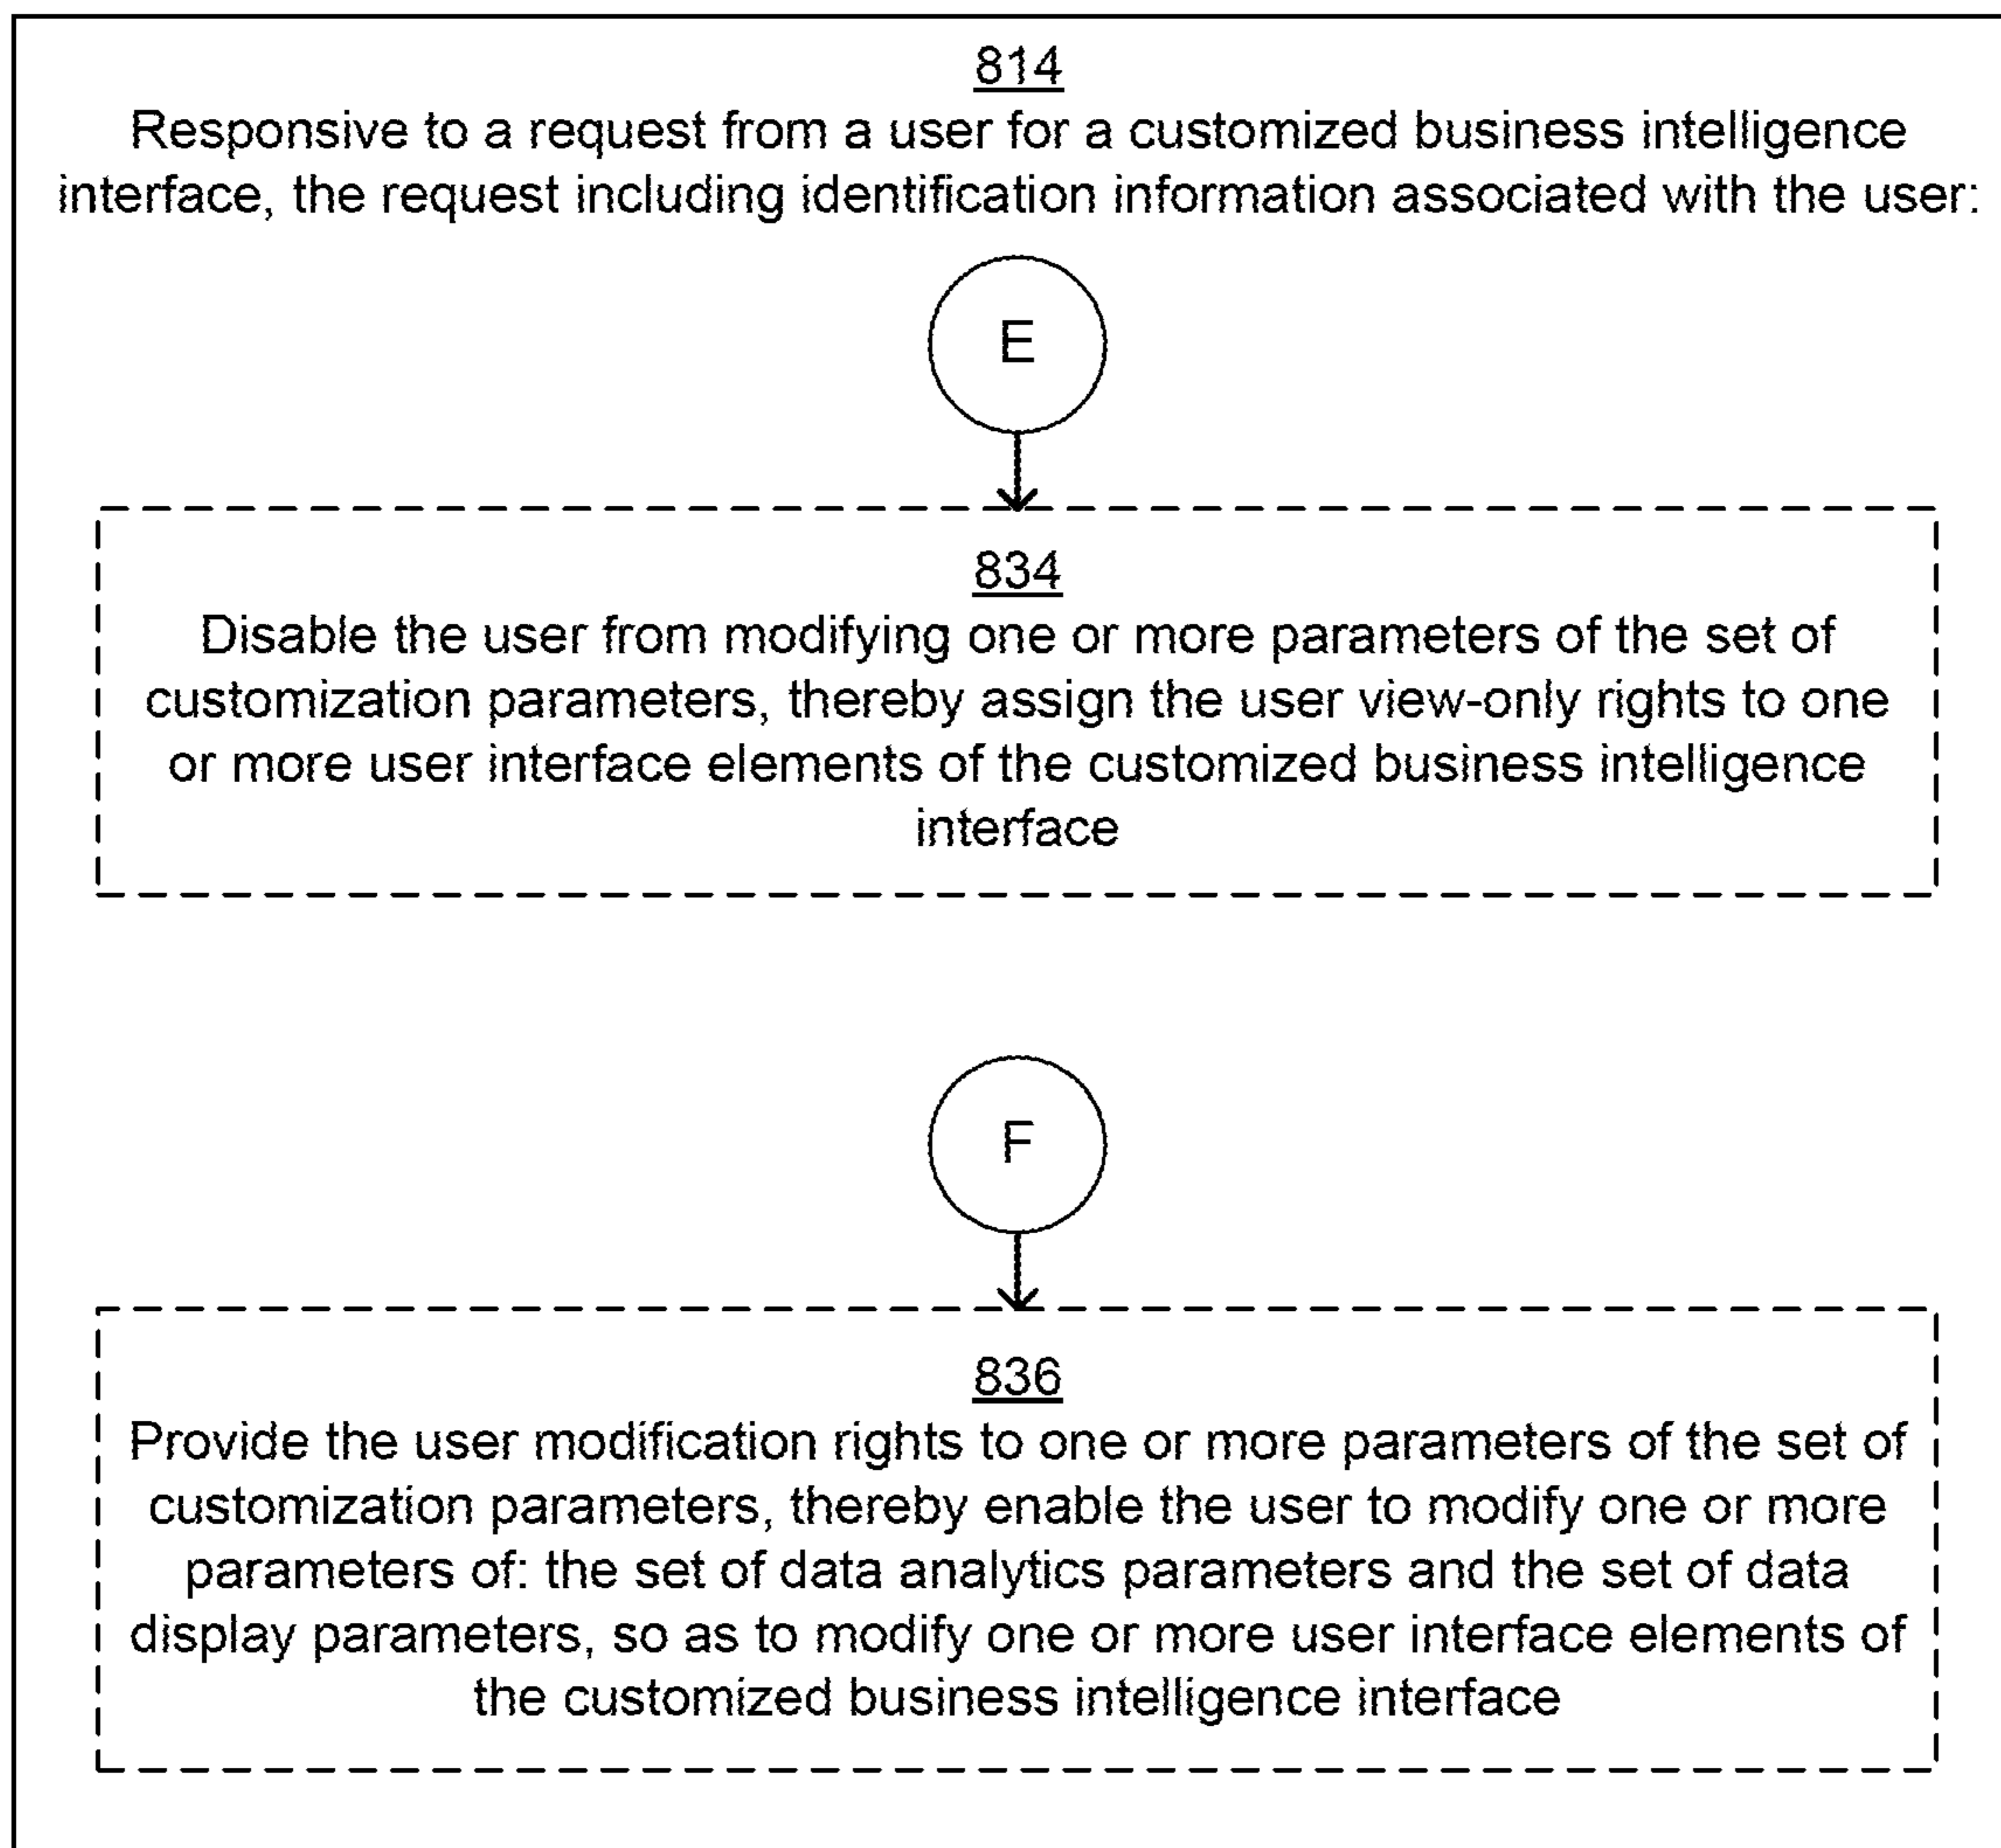 814
Responsive to a request from a user for a customized business intelligence
interface, the request including identification information associated with the user:
E
834
Disable the user from modifying one or more parameters of the set of
customization parameters, thereby assign the user view-only rights to one
or more user interface elements of the customized business intelligence
interface
F
836
Provide the user modification rights to one or more parameters of the set of
customization parameters, thereby enable the user to modify one or more
parameters of: the set of data analytics parameters and the set of data
display parameters, so as to modify one or more user interface elements of
the customized business intelligence interface